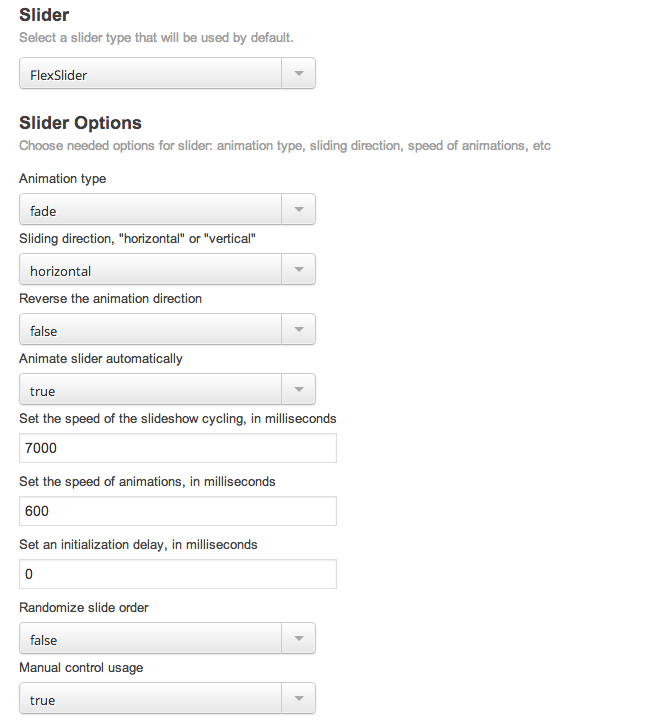 Slider
Select a slider type that will be used by default.
FlexSlider
Slider Options
Choose needed options for slider: animation type, sliding direction, speed of animations, etc
Animation type
fade
Sliding direction, "horizontal" or "vertical"
horizontal
Reverse the animation direction
false
Animate slider automatically
true
Set the speed of the slideshow cycling, in milliseconds
7000
Set the speed of animations, in milliseconds
600
Set an initialization delay, in milliseconds
0
Randomize slide order
false
Manual control usage
true